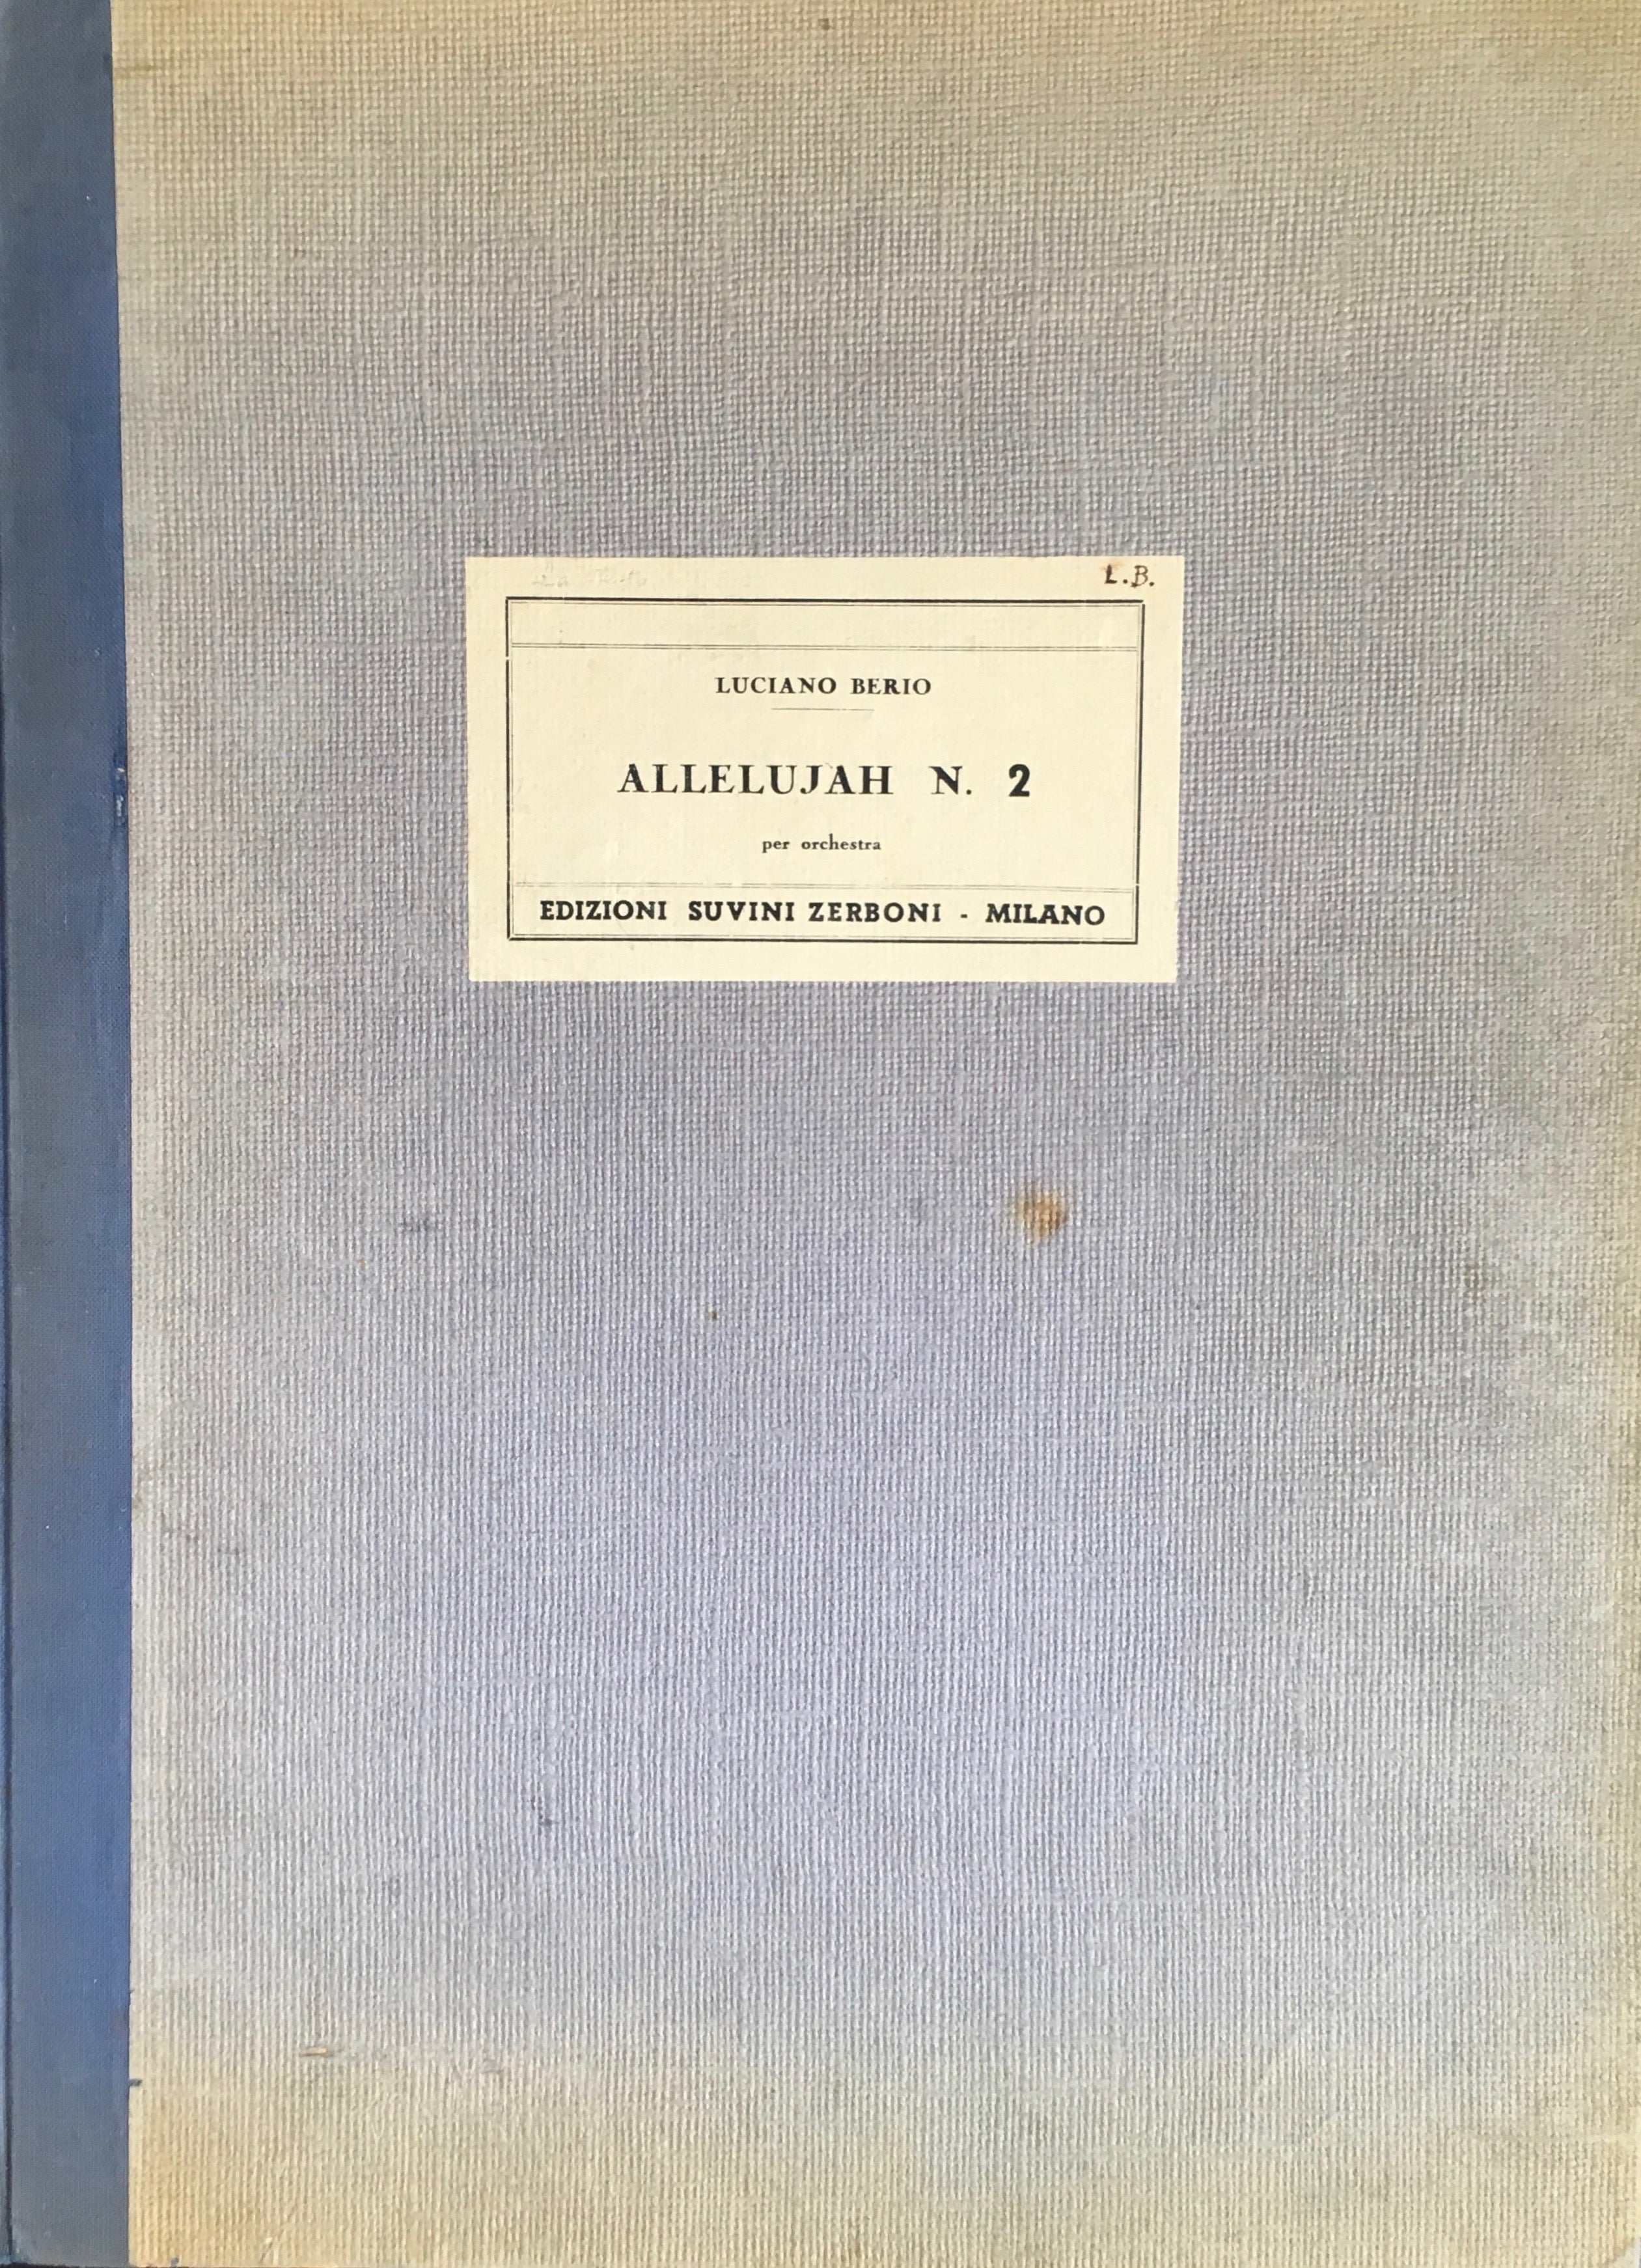 L.B.
LUCIANO BERIO
ALLELUJAH N. 2
per orchestra
EDIZIONI SUVINI ZERBONI - MILANO